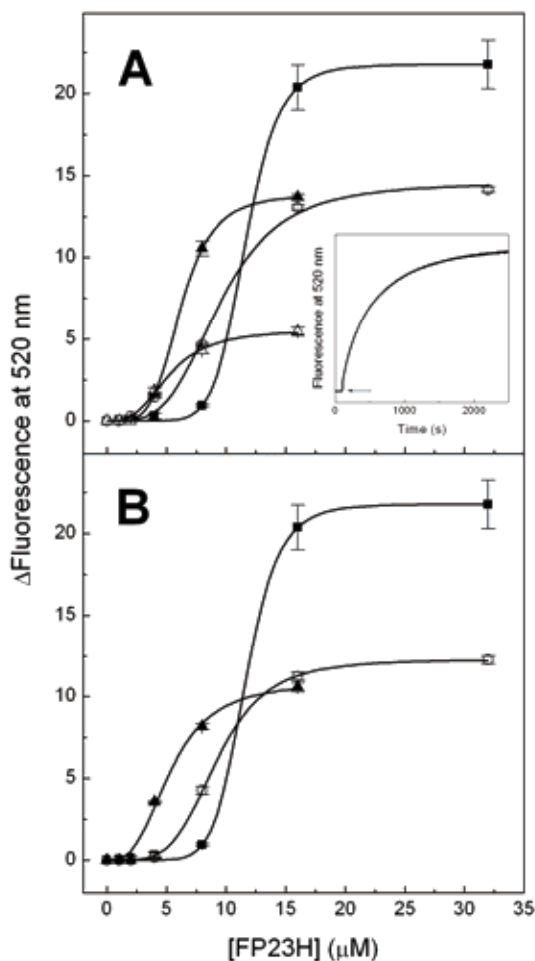 A
20
15
10
5
0
Fluorescence at 520 nm
0 1000 2000
Time (s)
ΔFluorescence at 520 nm
B
20
15
10
5
0
0 5 10 15 20 25 30 35
[FP23H] (μM)